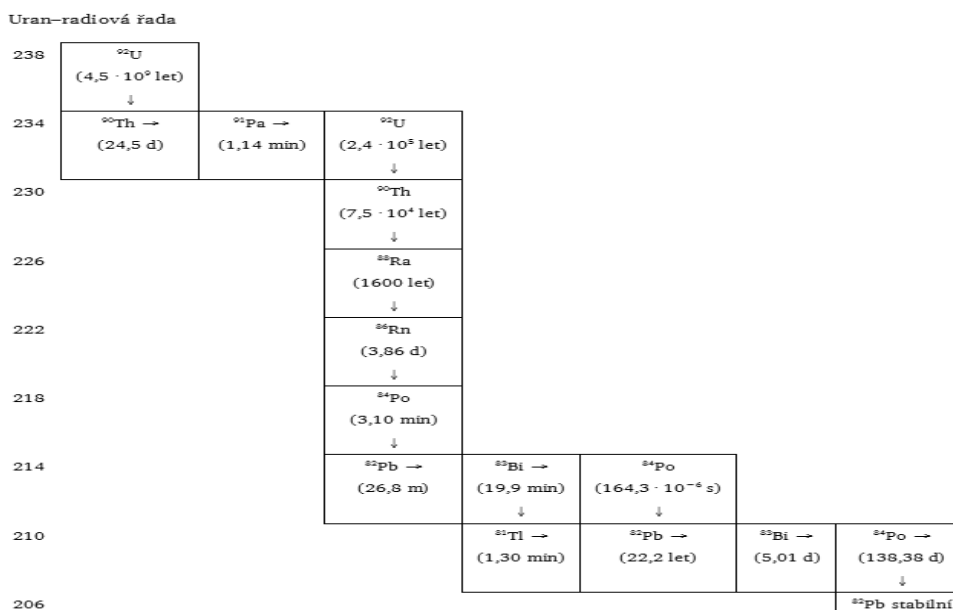 Uran–radiová řada
238 ⁹²U
(4,5 · 10⁹ let)
↓
234 ⁹⁰Th → ⁹¹Pa → ⁹²U
(24,5 d) (1,14 min) (2,4 · 10⁵ let)
↓
230 ⁹⁰Th
(7,5 · 10⁴ let)
↓
226 ⁸⁸Ra
(1600 let)
↓
222 ⁸⁶Rn
(3,86 d)
↓
218 ⁸⁴Po
(3,10 min)
↓
214 ⁸²Pb → ⁸³Bi → ⁸⁴Po
(26,8 m) (19,9 min) (164,3 · 10⁻⁶ s)
↓ ↓
210 ⁸¹Tl → ⁸²Pb → ⁸³Bi → ⁸⁴Po →
(1,30 min) (22,2 let) (5,01 d) (138,38 d)
↓
206 ⁸²Pb stabilní